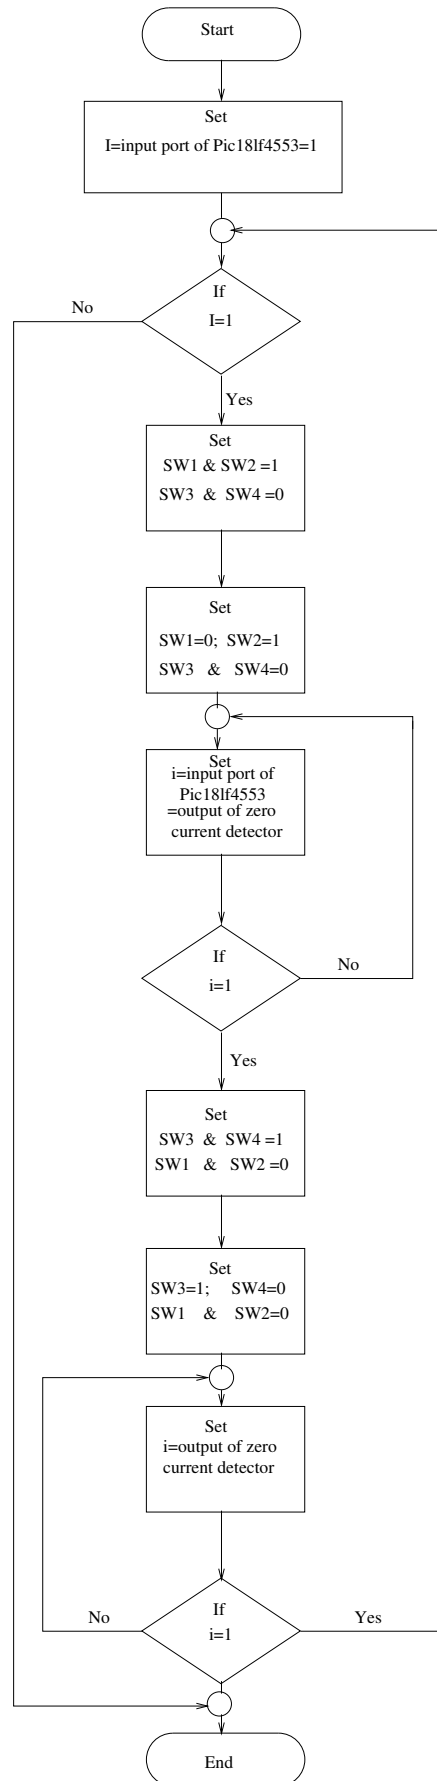 Start
Set
I=input port of Pic18lf4553=1
If
I=1
No
Yes
Set
SW1 & SW2 =1
SW3 & SW4 =0
Set
SW1=0; SW2=1
SW3 & SW4=0
Set
i=input port of
Pic18lf4553
=output of zero
current detector
If
i=1
No
Yes
Set
SW3 & SW4 =1
SW1 & SW2 =0
Set
SW3=1; SW4=0
SW1 & SW2=0
Set
i=output of zero
current detector
If
i=1
No
Yes
End